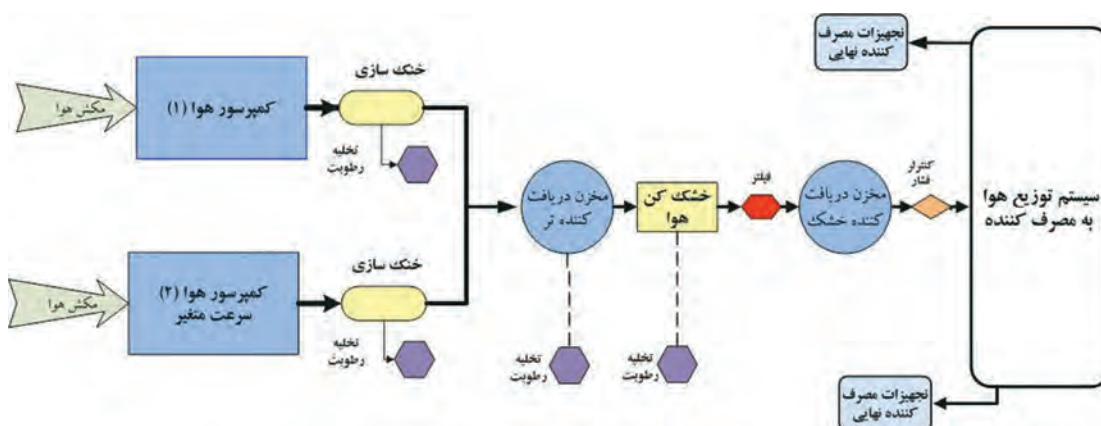 مکش هوا
کمپرسور هوا (۱)
خنک سازی
تخلیه
رطوبت
مکش هوا
کمپرسور هوا (۲)
سرعت متغیر
خنک سازی
تخلیه
رطوبت
مخزن دریافت
کننده تر
تخلیه
رطوبت
خشک کن
هوا
تخلیه
رطوبت
فیلتر
مخزن دریافت
کننده خشک
کنترلر
فشار
سیستم توزیع هوا
به مصرف کننده
تجهیزات مصرف
کننده نهایی
تجهیزات مصرف
کننده نهایی